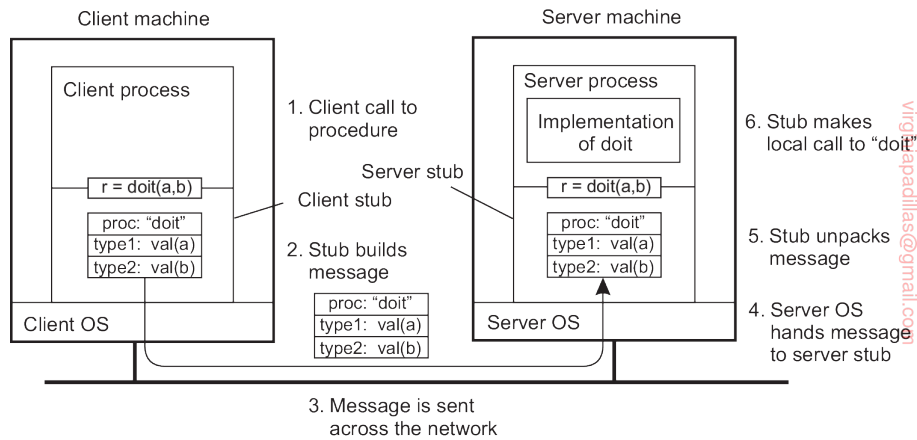 Client machine
Server machine
Client process
1. Client call to
procedure
r = doit(a,b)
Client stub
proc: “doit”
type1: val(a)
type2: val(b)
2. Stub builds
message
proc: “doit”
type1: val(a)
type2: val(b)
Client OS
3. Message is sent
across the network
Server process
Implementation
of doit
Server stub
r = doit(a,b)
proc: “doit”
type1: val(a)
type2: val(b)
Server OS
6. Stub makes
local call to “doit”
5. Stub unpacks
message
4. Server OS
hands message
to server stub
virginiapadillas@gmail.com